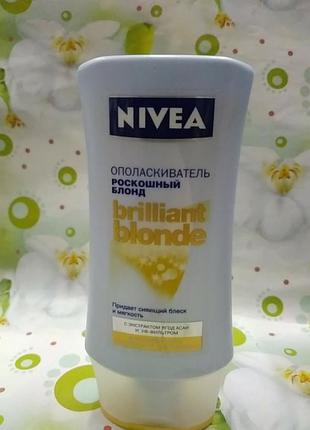 NIVEA
ОПОЛАСКИВАТЕЛЬ
РОСКОШНЫЙ
БЛОНД
brilliant
blonde
Придает сияющий блеск
и мягкость
С ЭКСТРАКТОМ ЯГОД АСАИ
И УФ-ФИЛЬТРОМ